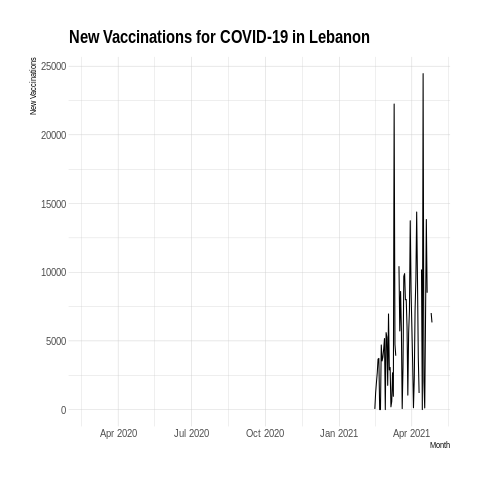 New Vaccinations for COVID-19 in Lebanon
New Vaccinations
25000
20000
15000
10000
5000
0
Apr 2020 Jul 2020 Oct 2020 Jan 2021 Apr 2021
Month